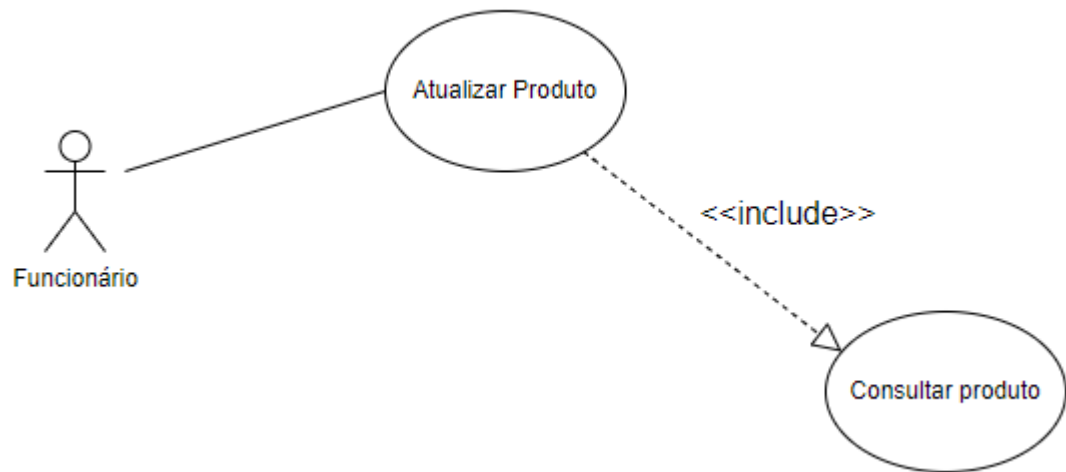 Atualizar Produto
<<include>>
Funcionário
Consultar produto